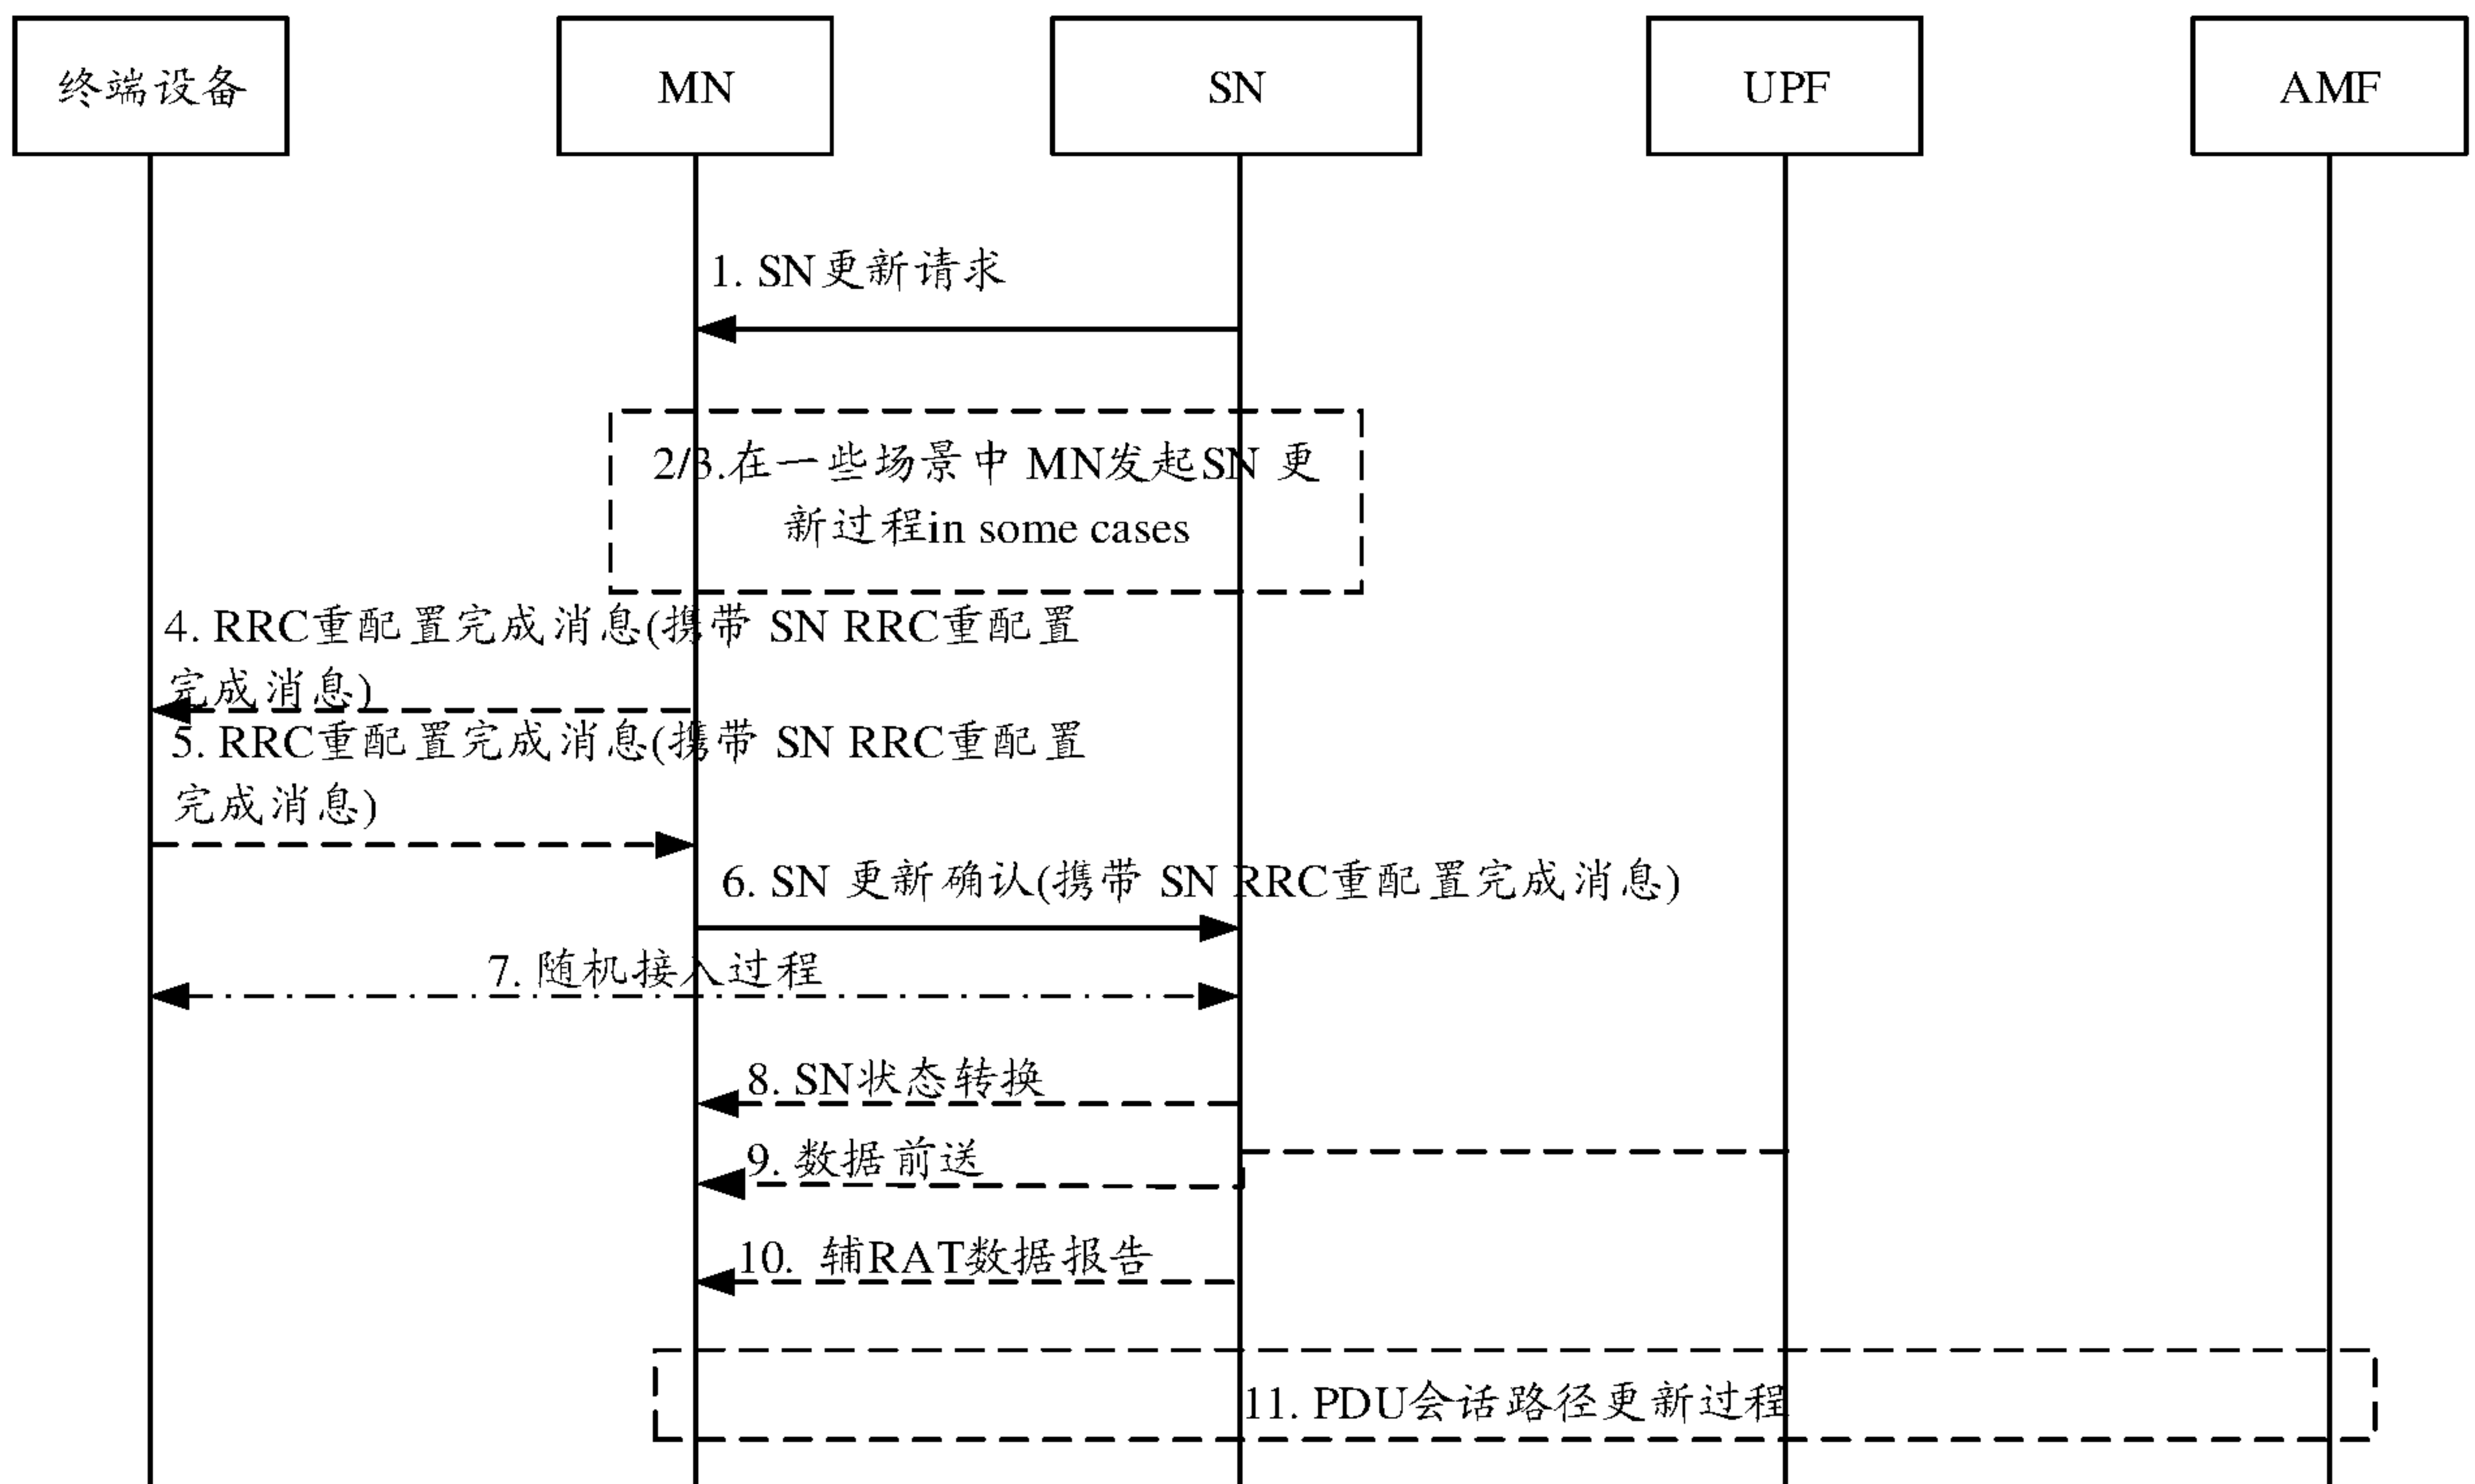 终端设备
MN
SN
UPF
AMF
1. SN更新请求
2/3.在一些场景中 MN发起SN 更
新过程in some cases
4. RRC重配置完成消息(携带 SN RRC重配置
完成消息)
5. RRC重配置完成消息(携带 SN RRC重配置
完成消息)
6. SN 更新确认(携带 SN RRC重配置完成消息)
7. 随机接入过程
8. SN状态转换
9. 数据前送
10. 辅RAT数据报告
11. PDU会话路径更新过程